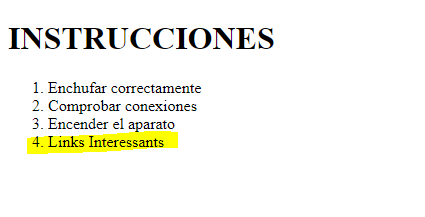 INSTRUCCIONES
1. Enchufar correctamente
2. Comprobar conexiones
3. Encender el aparato
4. Links Interessants